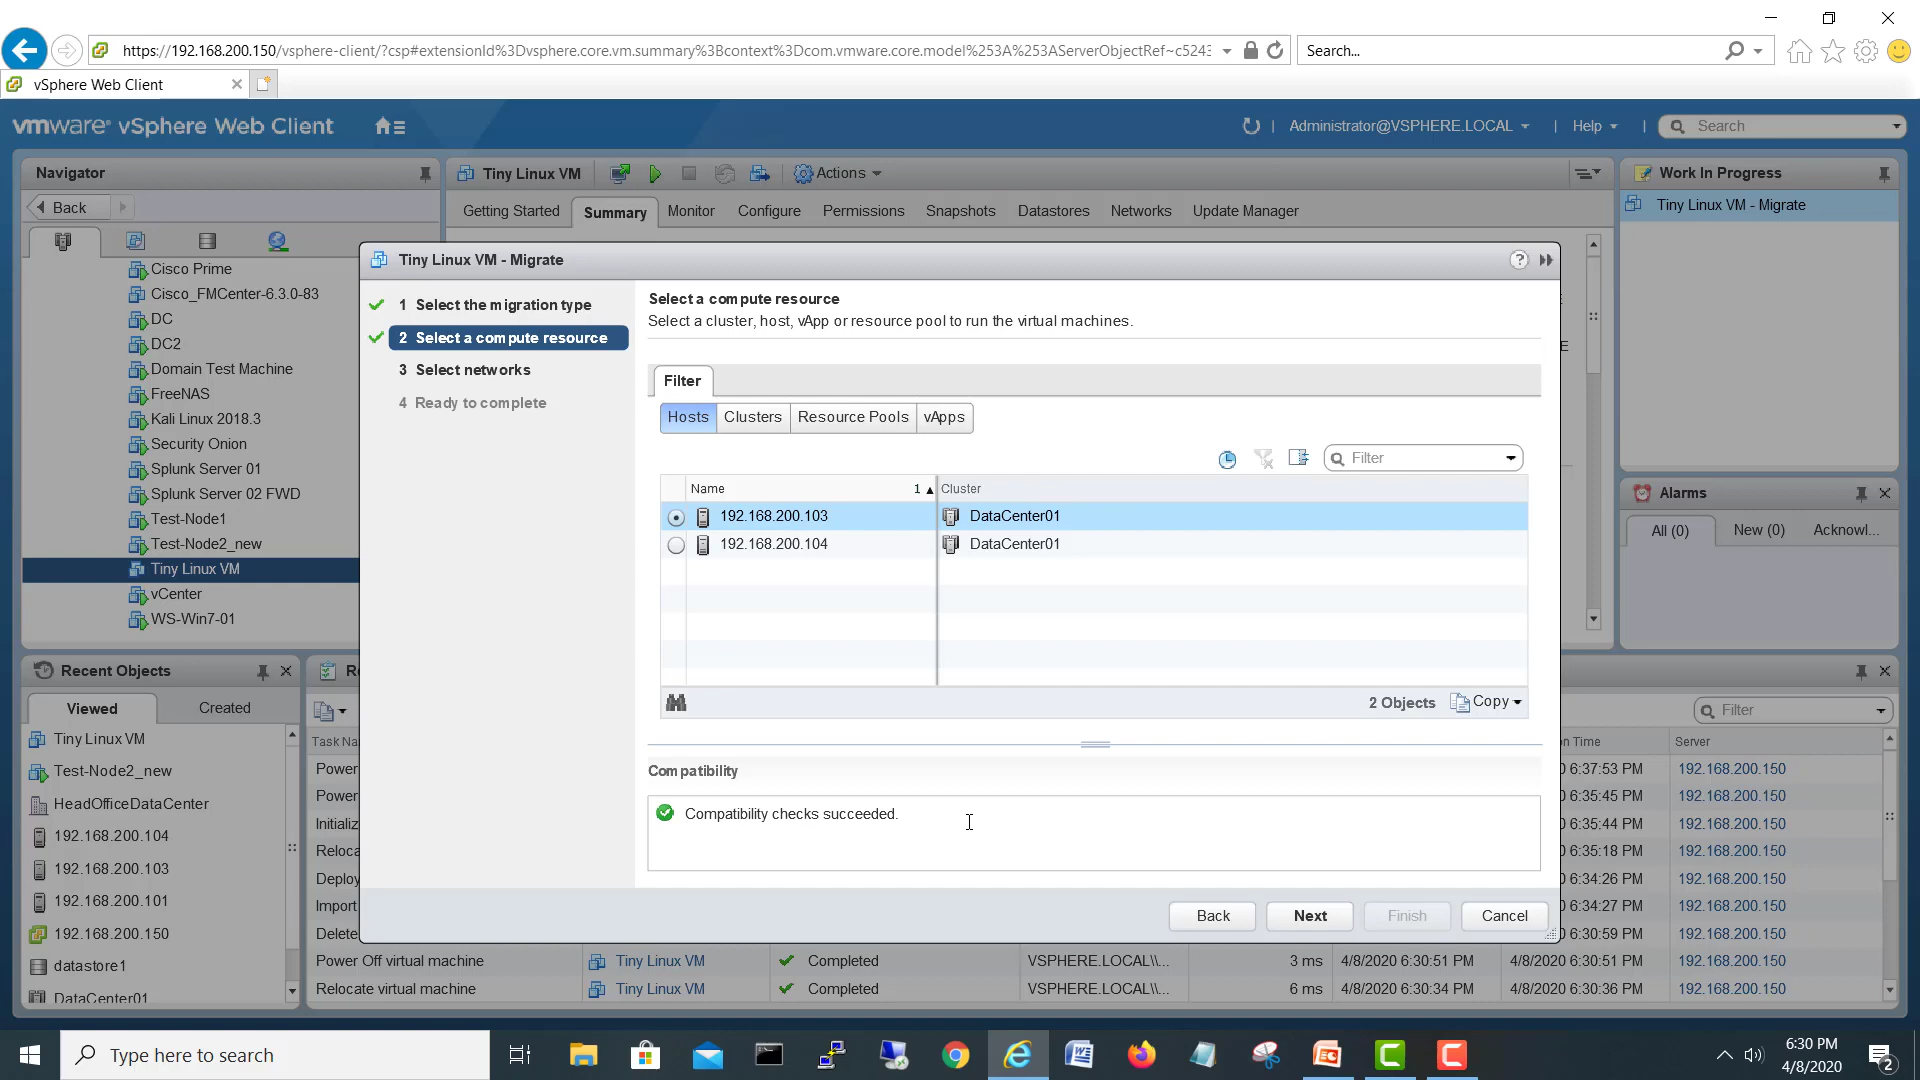 https://192.168.200.150/vsphere-client/?csp#extensionId%3Dvsphere.core.vm.summary%3Bcontext%3Dcom.vmware.core.model%253A%253AServerObjectRef~c5243
Search...
vSphere Web Client
vmware® vSphere Web Client
Administrator@VSPHERE.LOCAL
Help
Search
Navigator
Back
Cisco Prime
Cisco_FMCenter-6.3.0-83
DC
DC2
Domain Test Machine
FreeNAS
Kali Linux 2018.3
Security Onion
Splunk Server 01
Splunk Server 02 FWD
Test-Node1
Test-Node2_new
Tiny Linux VM
vCenter
WS-Win7-01
Tiny Linux VM
Actions
Getting Started
Summary
Monitor
Configure
Permissions
Snapshots
Datastores
Networks
Update Manager
Work In Progress
Tiny Linux VM - Migrate
Tiny Linux VM - Migrate
1 Select the migration type
2 Select a compute resource
3 Select networks
4 Ready to complete
Select a compute resource
Select a cluster, host, vApp or resource pool to run the virtual machines.
Filter
Hosts
Clusters
Resource Pools
vApps
Filter
Name 1 Cluster
192.168.200.103 DataCenter01
192.168.200.104 DataCenter01
2 Objects
Copy
Compatibility
Compatibility checks succeeded.
Back
Next
Finish
Cancel
Alarms
All (0)
New (0)
Acknowl...
Recent Objects
Viewed
Created
Tiny Linux VM
Test-Node2_new
HeadOfficeDataCenter
192.168.200.104
192.168.200.103
192.168.200.101
192.168.200.150
datastore1
DataCenter01
Filter
Server
Power
6:37:53 PM 192.168.200.150
Power
6:35:45 PM 192.168.200.150
6:35:44 PM 192.168.200.150
6:35:18 PM 192.168.200.150
Deploy
6:34:26 PM 192.168.200.150
Import
6:34:27 PM 192.168.200.150
Delete
6:30:59 PM 192.168.200.150
Power Off virtual machine Tiny Linux VM Completed VSPHERE.LOCAL\\... 3 ms 4/8/2020 6:30:51 PM 4/8/2020 6:30:51 PM 192.168.200.150
Relocate virtual machine Tiny Linux VM Completed VSPHERE.LOCAL\\... 6 ms 4/8/2020 6:30:34 PM 4/8/2020 6:30:36 PM 192.168.200.150
Type here to search
6:30 PM
4/8/2020
2